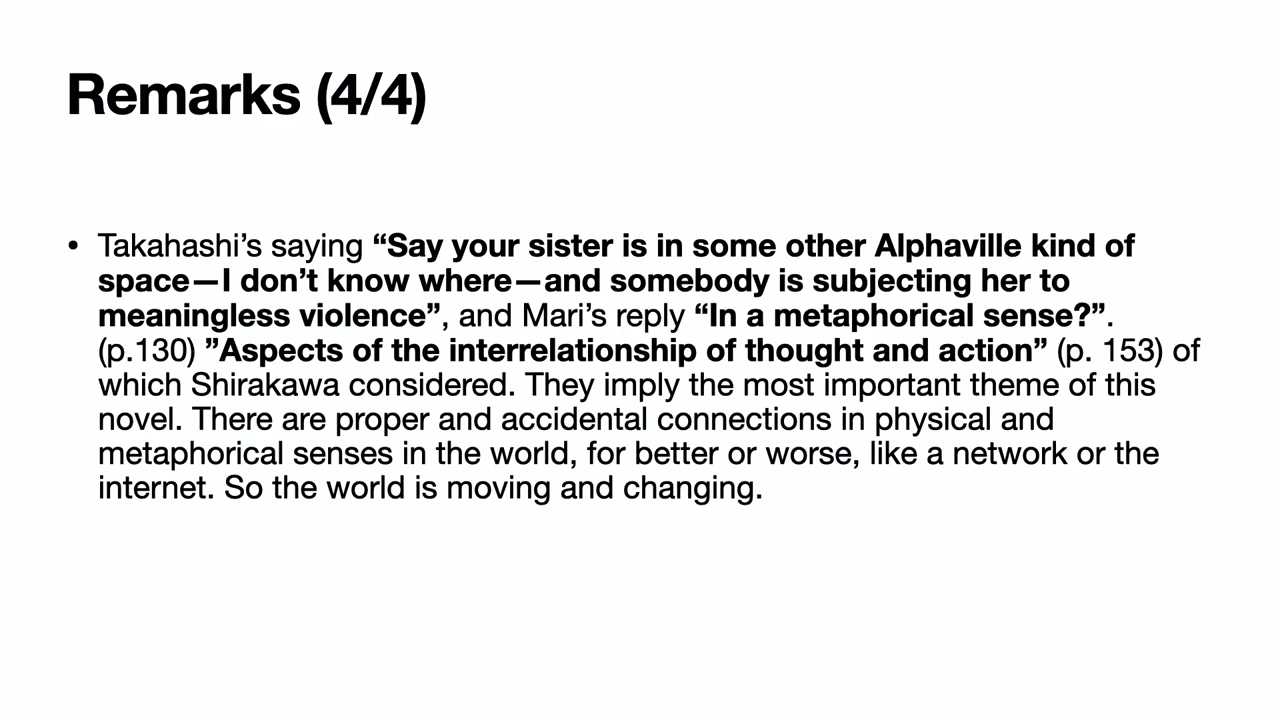 Remarks (4/4)
• Takahashi’s saying “Say your sister is in some other Alphaville kind of
space—I don’t know where—and somebody is subjecting her to
meaningless violence”, and Mari’s reply “In a metaphorical sense?”.
(p.130) ”Aspects of the interrelationship of thought and action” (p. 153) of
which Shirakawa considered. They imply the most important theme of this
novel. There are proper and accidental connections in physical and
metaphorical senses in the world, for better or worse, like a network or the
internet. So the world is moving and changing.